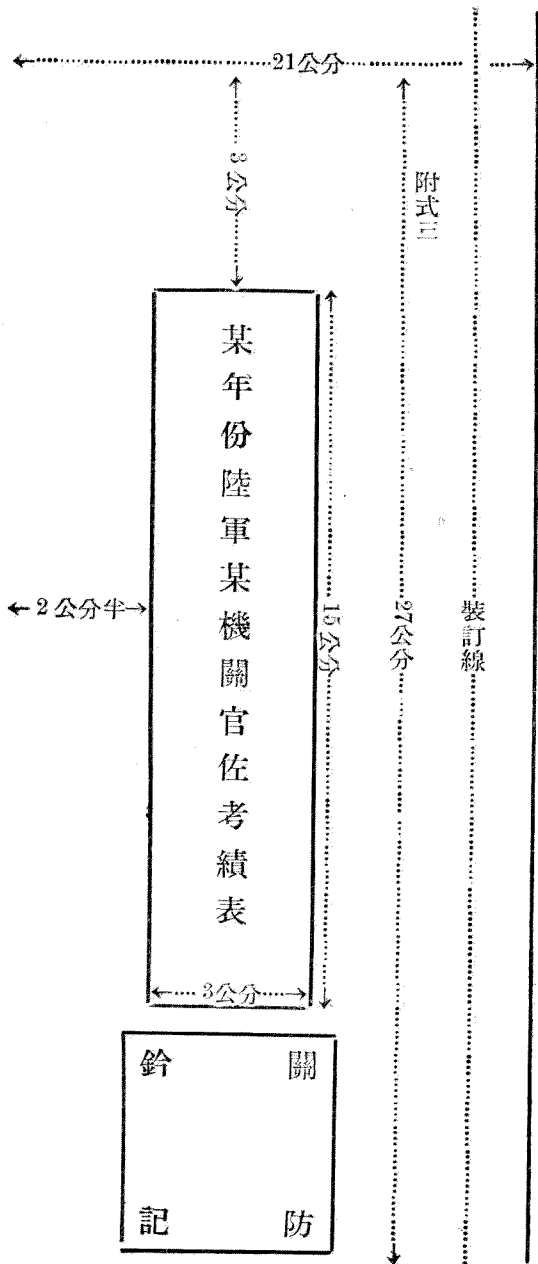 21公分
附式三
裝訂線
27公分
3公分
15公分
某年份陸軍某機關官佐考績表
2公分半
3公分
關防
鈐記